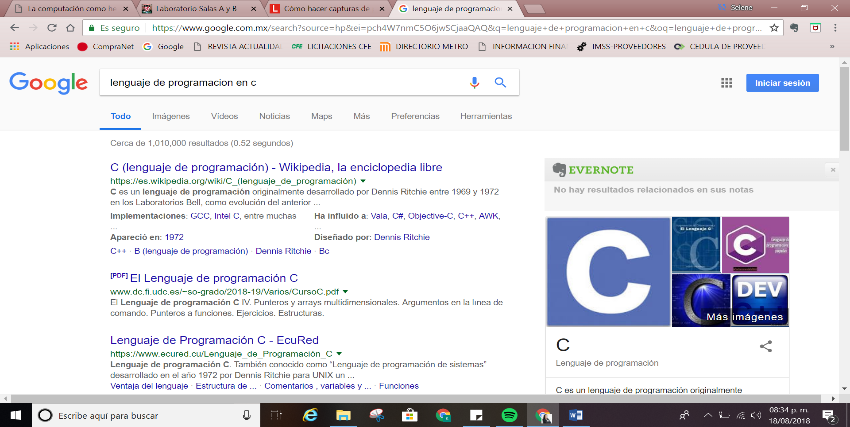 La computación como he
Laboratorio Salas A y B
Cómo hacer capturas de
lenguaje de programacio
Selene
Es seguro
https://www.google.com.mx/search?source=hp&ei=pch4W7nmC5O6jwSCjaaQAQ&q=lenguaje+de+programacion+en+c&oq=lenguaje+de+progr...
Aplicaciones
CompraNet
Google
REVISTA ACTUALIDAD
LICITACIONES CFE
DIRECTORIO METRO
INFORMACION FINAN
IMSS PROVEEDORES
CEDULA DE PROVEE
Google
lenguaje de programacion en c
Iniciar sesión
Todo Imágenes Vídeos Noticias Maps Más Preferencias Herramientas
Cerca de 1,010,000 resultados (0.52 segundos)
C (lenguaje de programación) - Wikipedia, la enciclopedia libre
https://es.wikipedia.org/wiki/C_(lenguaje_de_programación)
C es un lenguaje de programación originalmente desarrollado por Dennis Ritchie entre 1969 y 1972
en los Laboratorios Bell, como evolución del anterior ...
Implementaciones: GCC, Intel C, entre muchas
...
Ha influido a: Vala, C#, Objective-C, C++, AWK,
...
Apareció en: 1972
Diseñado por: Dennis Ritchie
C++ · B (lenguaje de programación) · Dennis Ritchie · Bc
[PDF] El Lenguaje de programación C
www.dc.fi.udc.es/~so-grado/2018-19/Varios/CursoC.pdf
El Lenguaje de programación C IV. Punteros y arrays multidimensionales. Argumentos en la linea de
comando. Punteros a funciones. Ejercicios. Estructuras.
Lenguaje de Programación C - EcuRed
https://www.ecured.cu/Lenguaje_de_Programación_C
Lenguaje de programación C. También conocido como “Lenguaje de programación de sistemas”
desarrollado en el año 1972 por Dennis Ritchie para UNIX un ...
Ventaja del lenguaje · Estructura de ... · Comentarios , variables y ... · Funciones
EVERNOTE
No hay resultados relacionados en sus notas
C
El Lenguaje C
C
C
C
DEV
Más imágenes
C
Lenguaje de programación
C es un lenguaje de programación originalmente
Escribe aquí para buscar
08:34 p. m.
18/08/2018
2